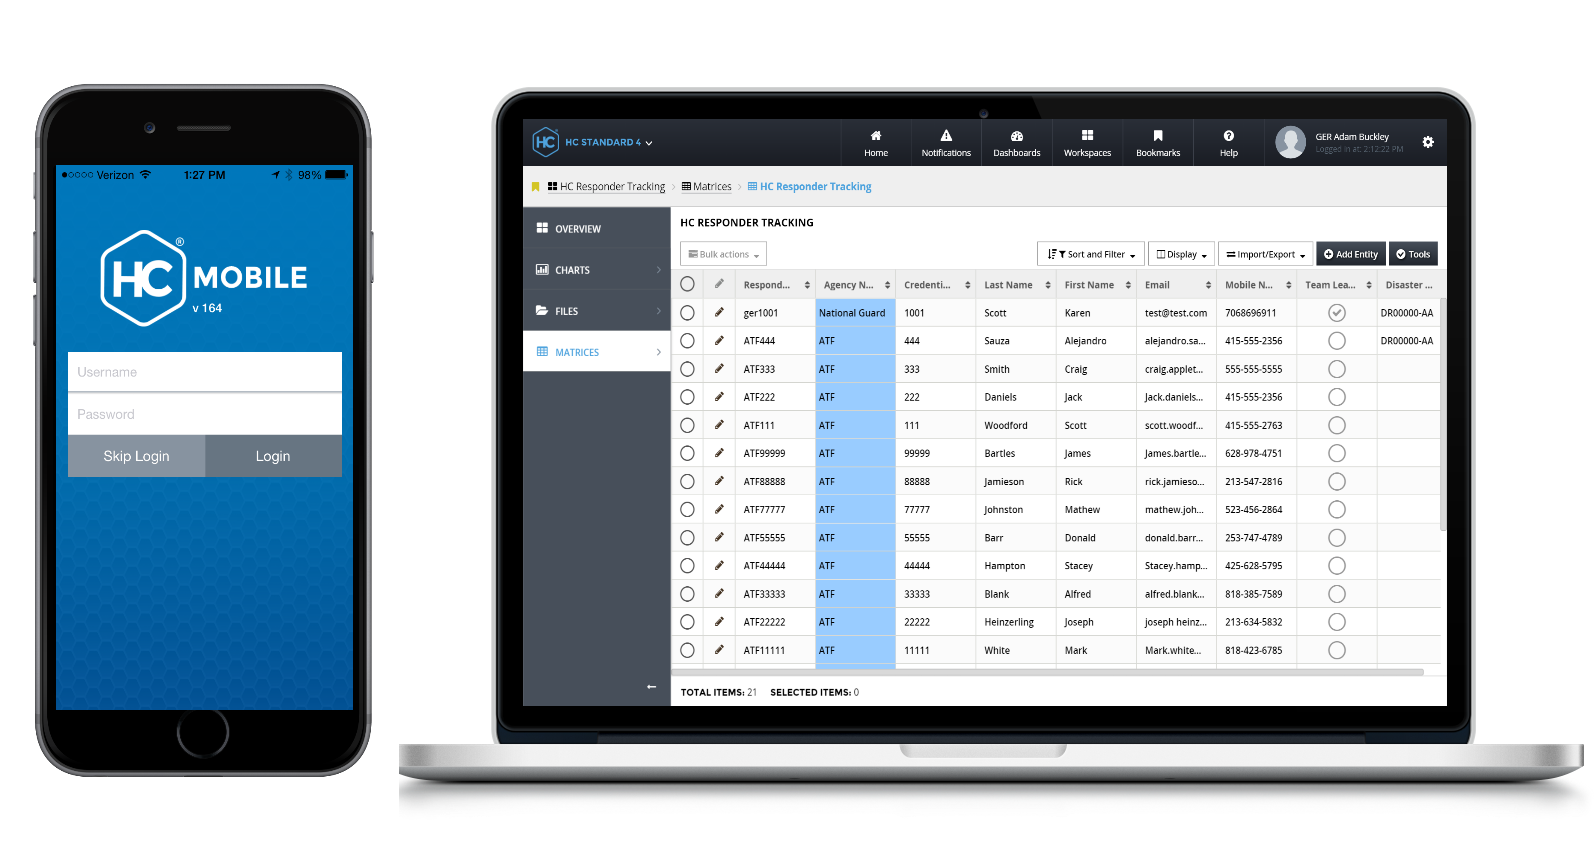 Verizon 1:27 PM 98%
HC MOBILE ®
v 164
Username
Password
Skip Login Login
HC HC STANDARD 4
Home Notifications Dashboards Workspaces Bookmarks Help
GER Adam Buckley
Logged in at: 2:12:22 PM
HC Responder Tracking > Matrices > HC Responder Tracking
OVERVIEW
CHARTS
FILES
MATRICES
HC RESPONDER TRACKING
Bulk actions Sort and Filter Display Import/Export Add Entity Tools
Respond... Agency N... Credenti... Last Name First Name Email Mobile N... Team Lea... Disaster ...
ger1001 National Guard 1001 Scott Karen test@test.com 7068696911 DR00000-AA
ATF444 ATF 444 Sauza Alejandro alejandro.sa... 415-555-2356 DR00000-AA
ATF333 ATF 333 Smith Craig craig.applet... 555-555-5555
ATF222 ATF 222 Daniels Jack Jack.daniels... 415-555-2356
ATF111 ATF 111 Woodford Scott scott.woodf... 415-555-2763
ATF99999 ATF 99999 Bartles James James.bartle... 628-978-4751
ATF88888 ATF 88888 Jamieson Rick rick.jamieso... 213-547-2816
ATF77777 ATF 77777 Johnston Mathew mathew.joh... 523-456-2864
ATF55555 ATF 55555 Barr Donald donald.barr... 253-747-4789
ATF44444 ATF 44444 Hampton Stacey Stacey.hamp... 425-628-5795
ATF33333 ATF 33333 Blank Alfred alfred.blank... 818-385-7589
ATF22222 ATF 22222 Heinzerling Joseph joseph heinz... 213-634-5832
ATF11111 ATF 11111 White Mark Mark.white... 818-423-6785
TOTAL ITEMS: 21 SELECTED ITEMS: 0